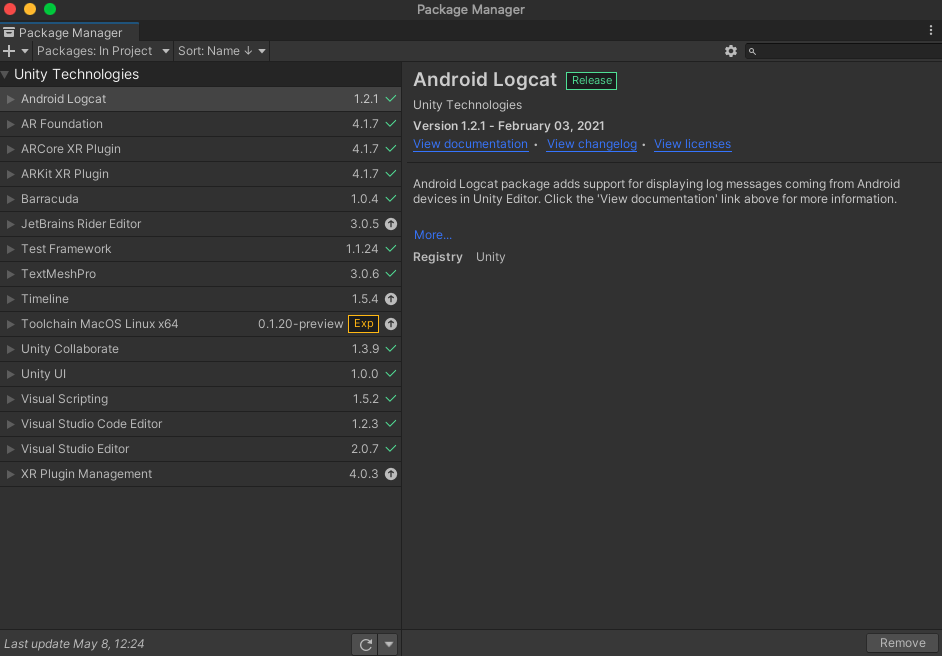 Package Manager
Package Manager
Packages: In Project Sort: Name ↓
Unity Technologies
Android Logcat 1.2.1
AR Foundation 4.1.7
ARCore XR Plugin 4.1.7
ARKit XR Plugin 4.1.7
Barracuda 1.0.4
JetBrains Rider Editor 3.0.5
Test Framework 1.1.24
TextMeshPro 3.0.6
Timeline 1.5.4
Toolchain MacOS Linux x64 0.1.20-preview Exp
Unity Collaborate 1.3.9
Unity UI 1.0.0
Visual Scripting 1.5.2
Visual Studio Code Editor 1.2.3
Visual Studio Editor 2.0.7
XR Plugin Management 4.0.3
Last update May 8, 12:24
Android Logcat Release
Unity Technologies
Version 1.2.1 - February 03, 2021
View documentation • View changelog • View licenses
Android Logcat package adds support for displaying log messages coming from Android
devices in Unity Editor. Click the 'View documentation' link above for more information.
More...
Registry Unity
Remove